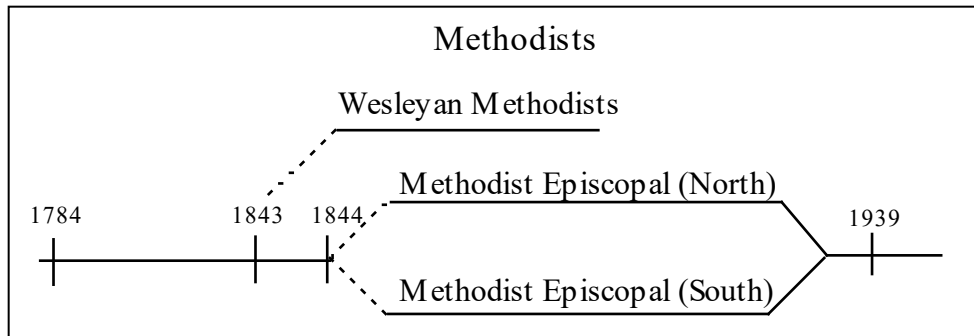 Methodists
Wesleyan Methodists
Methodist Episcopal (North)
1784 1843 1844 1939
Methodist Episcopal (South)